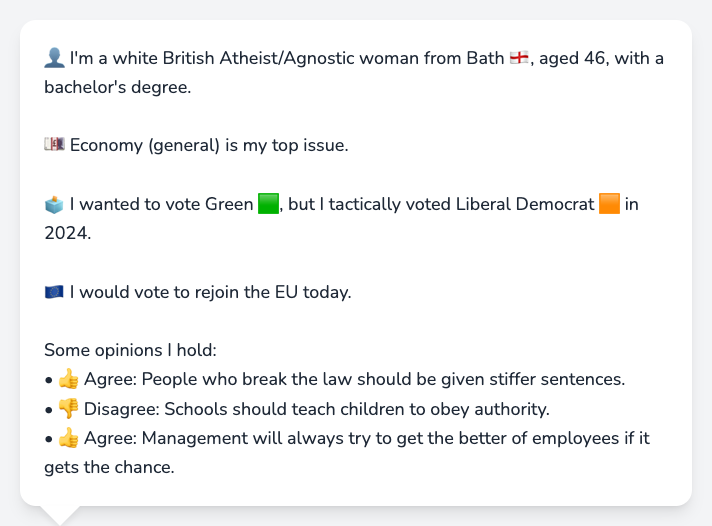 👤 I'm a white British Atheist/Agnostic woman from Bath 🏴󠁧󠁢󠁥󠁮󠁧󠁿, aged 46, with a
bachelor's degree.
💷 Economy (general) is my top issue.
🗳️ I wanted to vote Green 🟩, but I tactically voted Liberal Democrat 🟧 in
2024.
🇪🇺 I would vote to rejoin the EU today.
Some opinions I hold:
• 👍 Agree: People who break the law should be given stiffer sentences.
• 👎 Disagree: Schools should teach children to obey authority.
• 👍 Agree: Management will always try to get the better of employees if it
gets the chance.